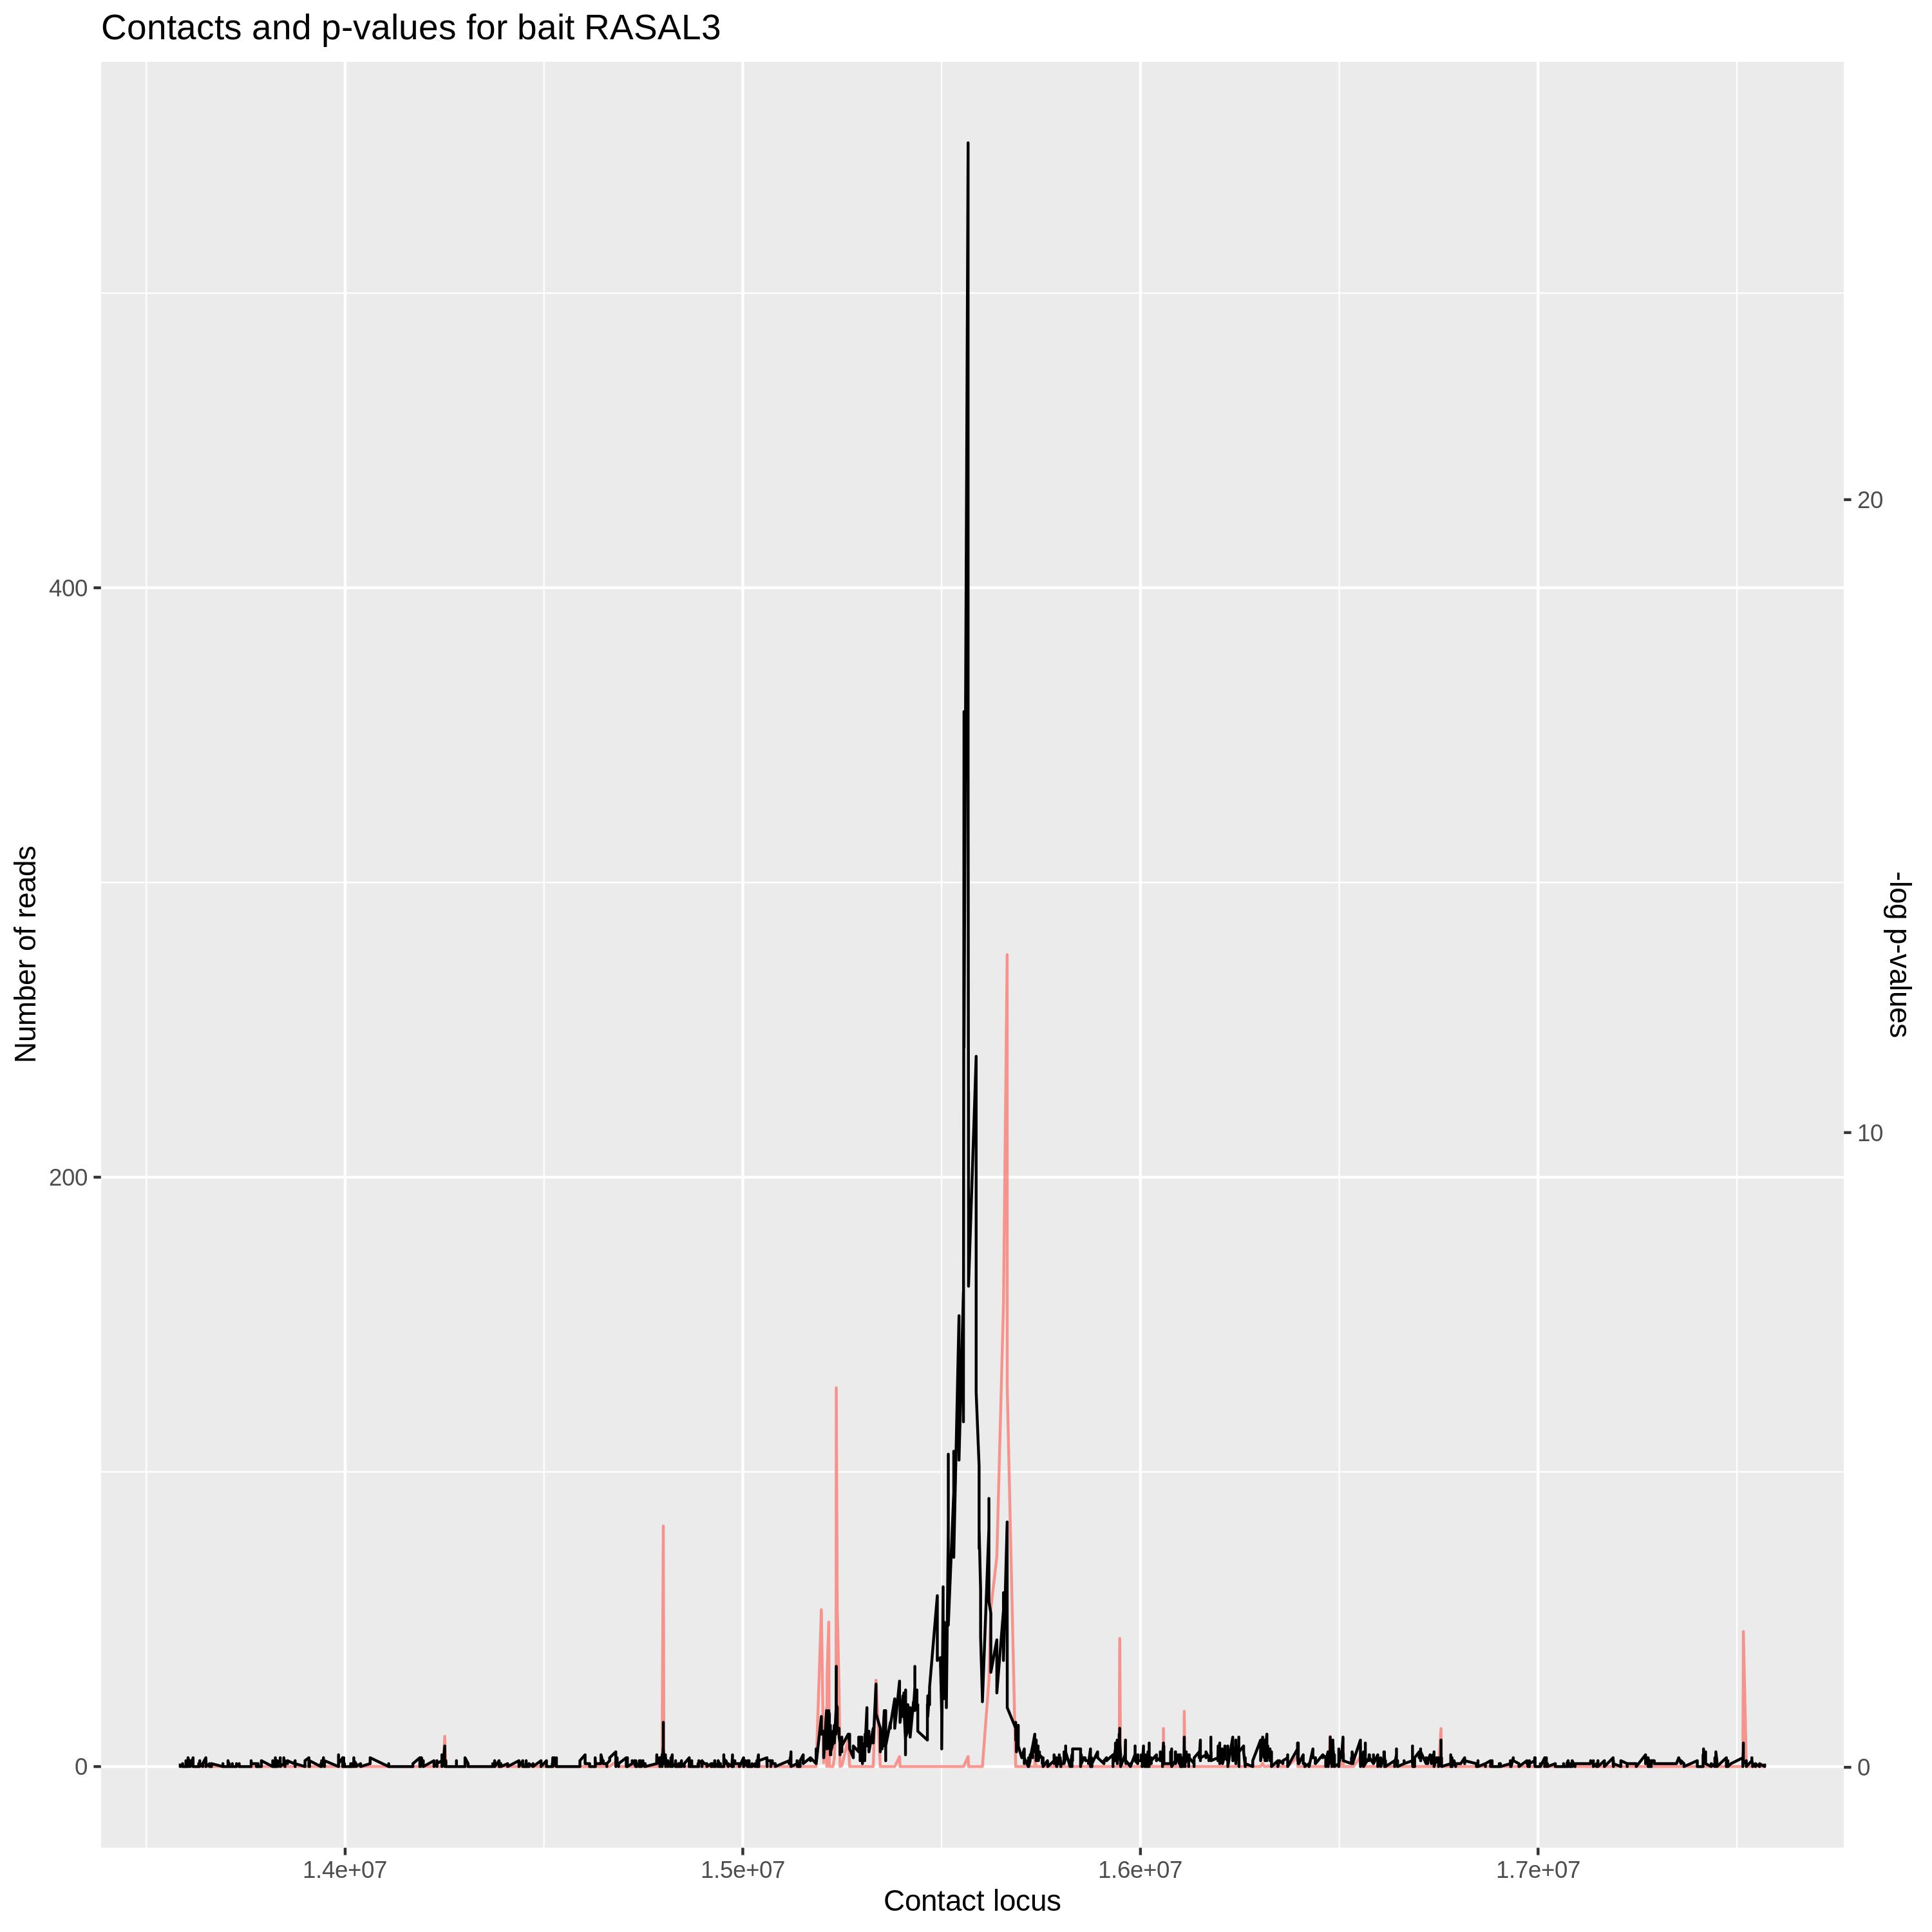 Contacts and p-values for bait RASAL3
Number of reads
400
200
0
20
10
0
-log p-values
1.4e+07
1.5e+07
1.6e+07
1.7e+07
Contact locus